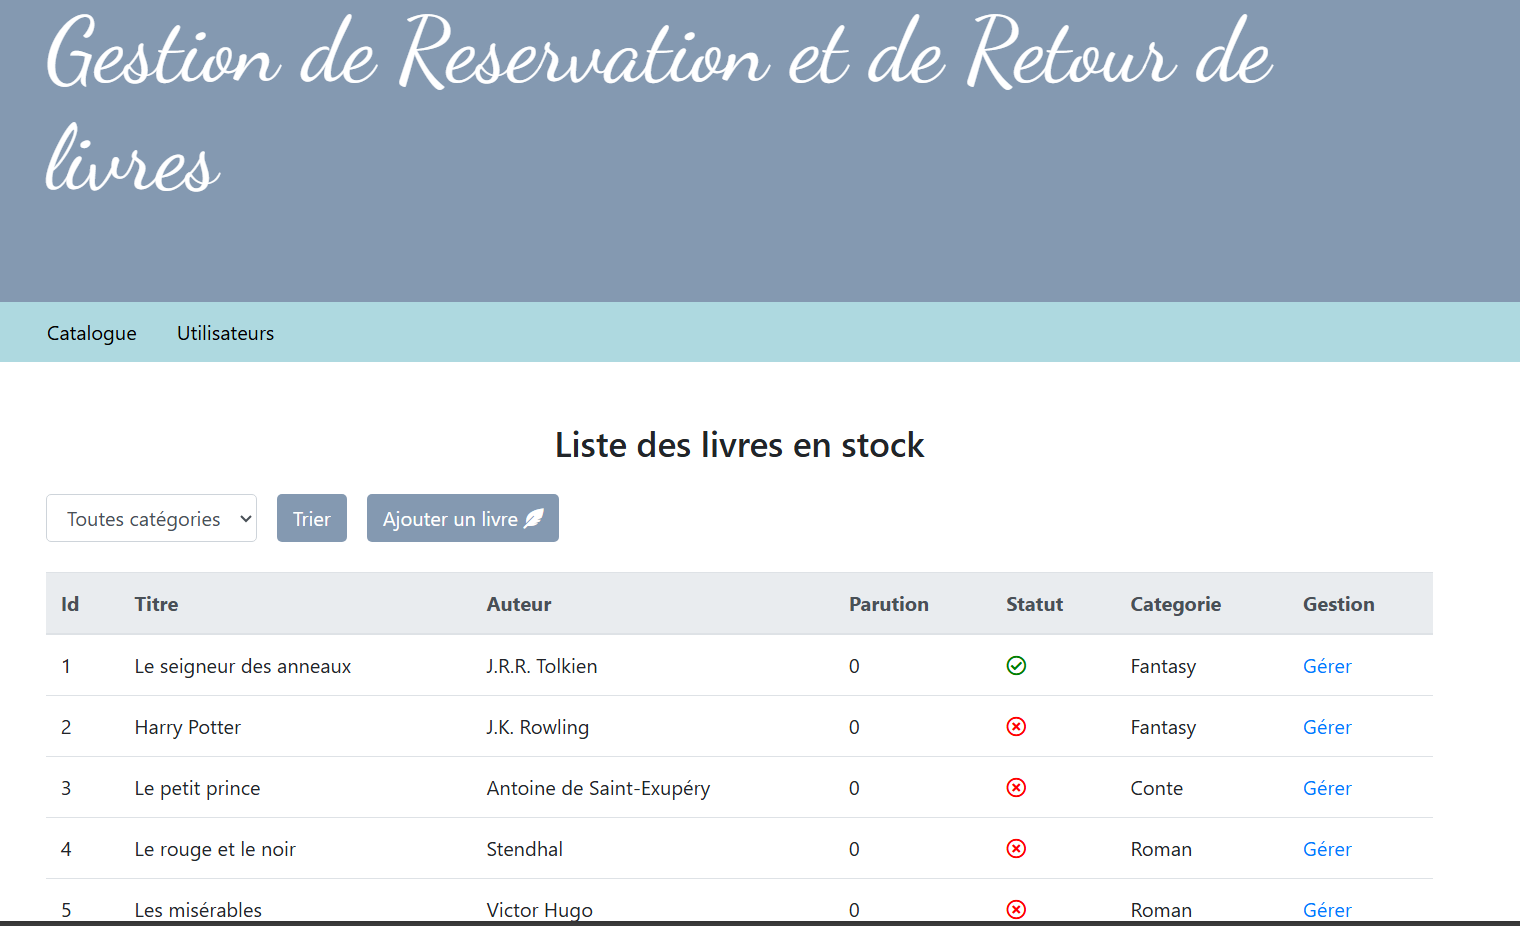 Gestion de Reservation et de Retour de
livres
Catalogue Utilisateurs
Liste des livres en stock
Toutes catégories Trier Ajouter un livre
Id Titre Auteur Parution Statut Categorie Gestion
1 Le seigneur des anneaux J.R.R. Tolkien 0 Fantasy Gérer
2 Harry Potter J.K. Rowling 0 Fantasy Gérer
3 Le petit prince Antoine de Saint-Exupéry 0 Conte Gérer
4 Le rouge et le noir Stendhal 0 Roman Gérer
5 Les misérables Victor Hugo 0 Roman Gérer